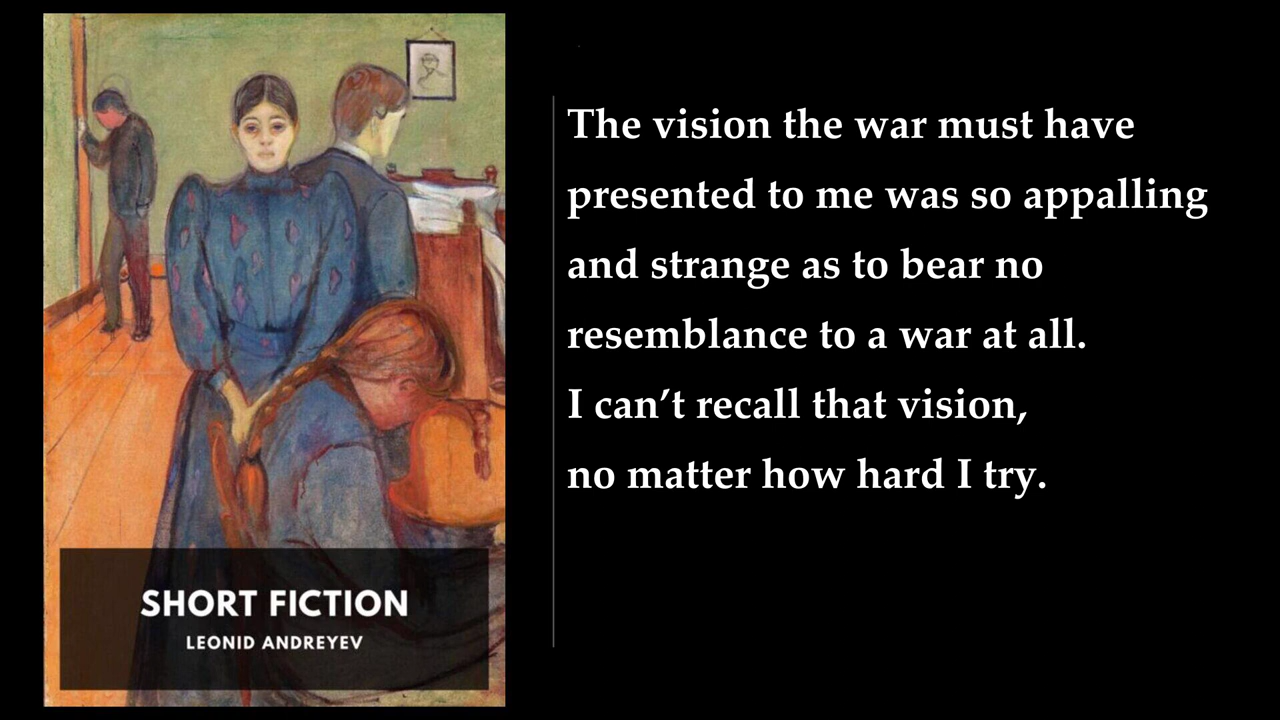 The vision the war must have
presented to me was so appalling
and strange as to bear no
resemblance to a war at all.
I can’t recall that vision,
no matter how hard I try.
SHORT FICTION
LEONID ANDREYEV